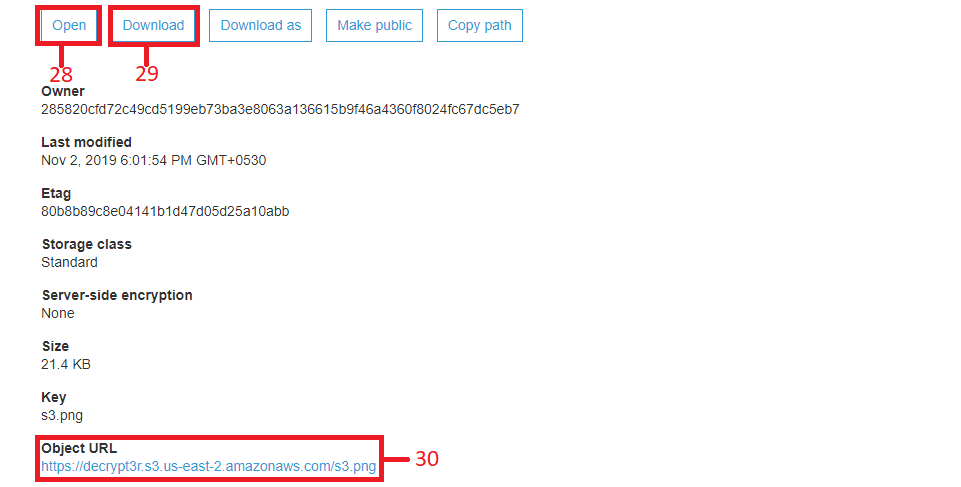 Open Download Download as Make public Copy path
28 29
Owner
285820cfd72c49cd5199eb73ba3e8063a136615b9f46a4360f8024fc67dc5eb7
Last modified
Nov 2, 2019 6:01:54 PM GMT+0530
Etag
80b8b89c8e04141b1d47d05d25a10abb
Storage class
Standard
Server-side encryption
None
Size
21.4 KB
Key
s3.png
Object URL
https://decrypt3r.s3.us-east-2.amazonaws.com/s3.png 30